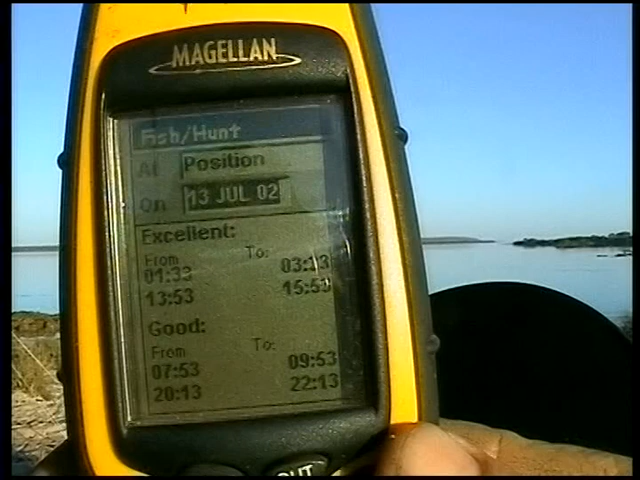 MAGELLAN
Fish/Hunt
At Position
On 13 JUL 02
Excellent:
From To:
01:33 03:33
13:53 15:53
Good:
From To:
07:53 09:53
20:13 22:13
OUT